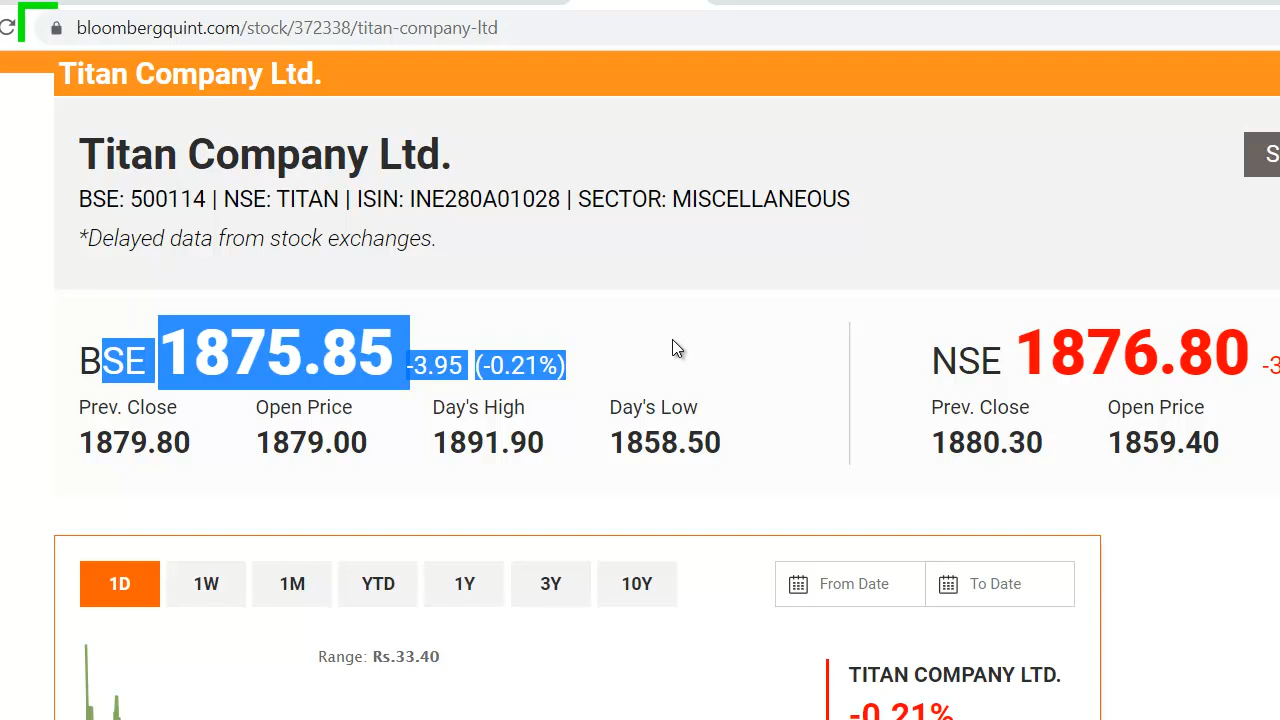 bloombergquint.com/stock/372338/titan-company-ltd
Titan Company Ltd.
Titan Company Ltd.
S
BSE: 500114 | NSE: TITAN | ISIN: INE280A01028 | SECTOR: MISCELLANEOUS
*Delayed data from stock exchanges.
BSE 1875.85 -3.95 (-0.21%)
Prev. Close Open Price Day's High Day's Low
1879.80 1879.00 1891.90 1858.50
NSE 1876.80 -3
Prev. Close Open Price
1880.30 1859.40
1D 1W 1M YTD 1Y 3Y 10Y
From Date To Date
Range: Rs.33.40
TITAN COMPANY LTD.
-0.21%